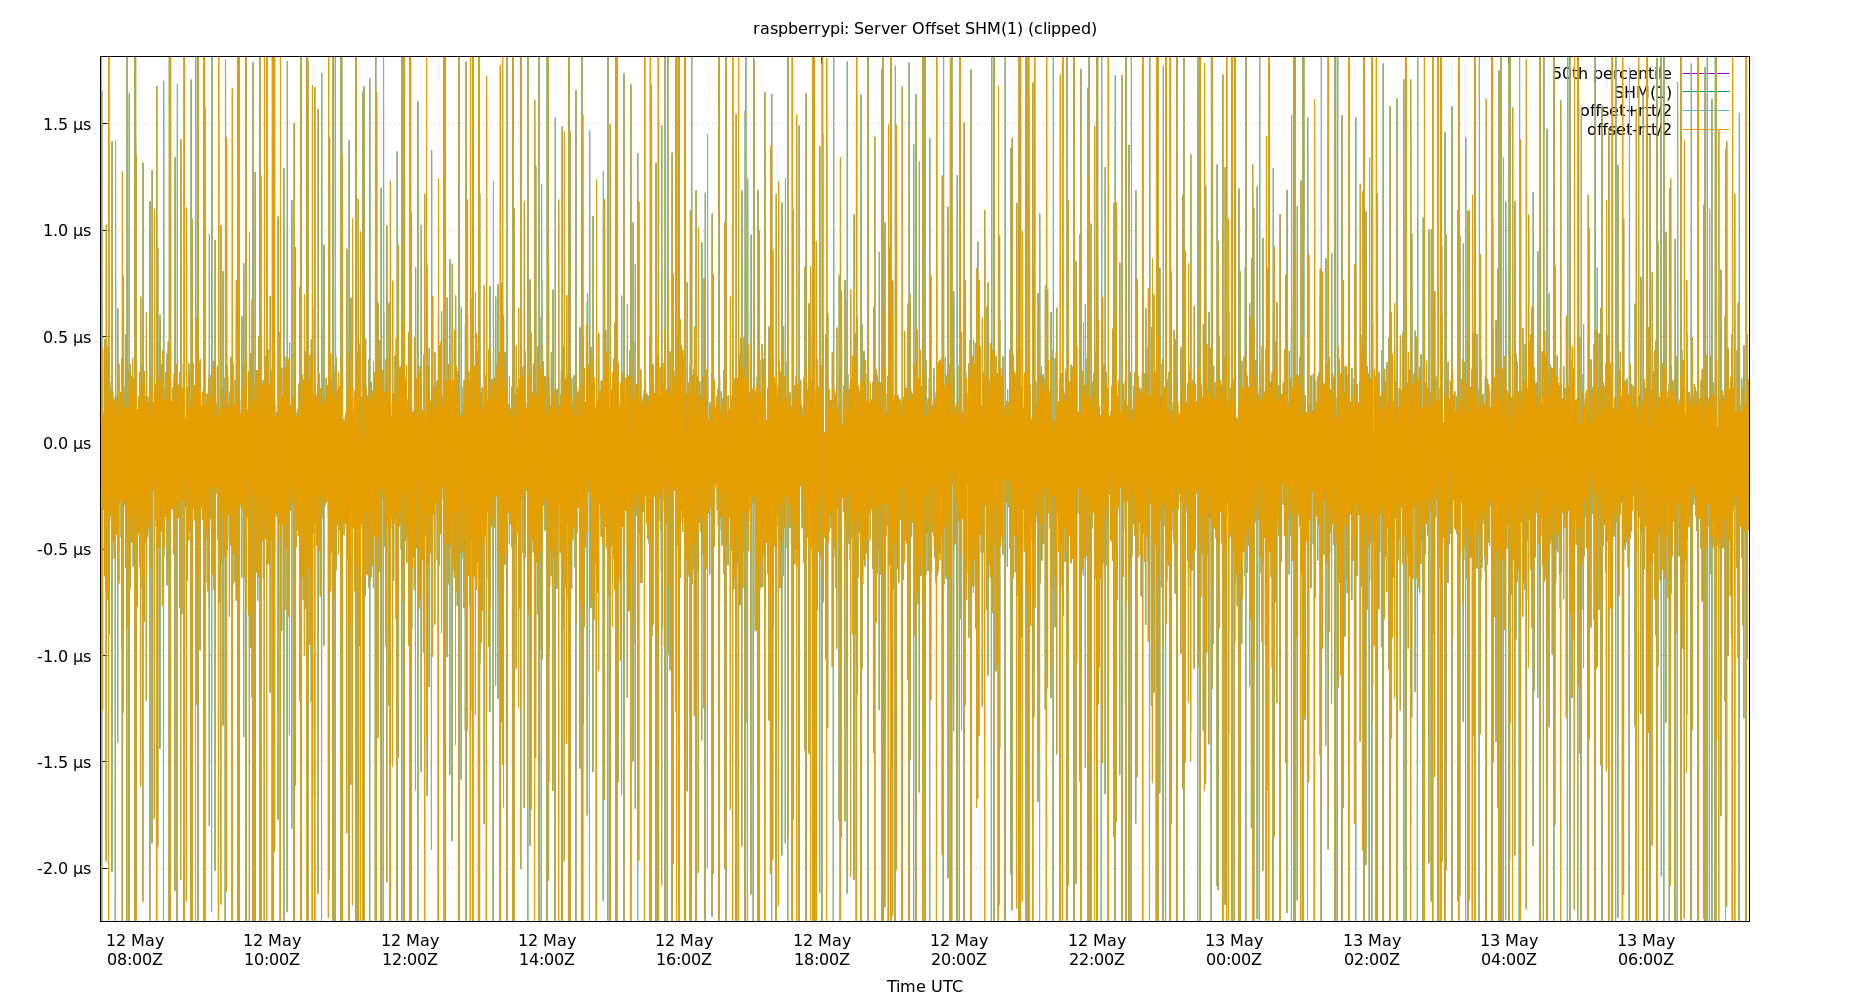 raspberrypi: Server Offset SHM(1) (clipped)
50th percentile
SHM(1)
offset+rtt/2
offset-rtt/2
1.5 µs
1.0 µs
0.5 µs
0.0 µs
-0.5 µs
-1.0 µs
-1.5 µs
-2.0 µs
12 May 12 May 12 May 12 May 12 May 12 May 12 May 12 May 13 May 13 May 13 May 13 May
08:00Z 10:00Z 12:00Z 14:00Z 16:00Z 18:00Z 20:00Z 22:00Z 00:00Z 02:00Z 04:00Z 06:00Z
Time UTC